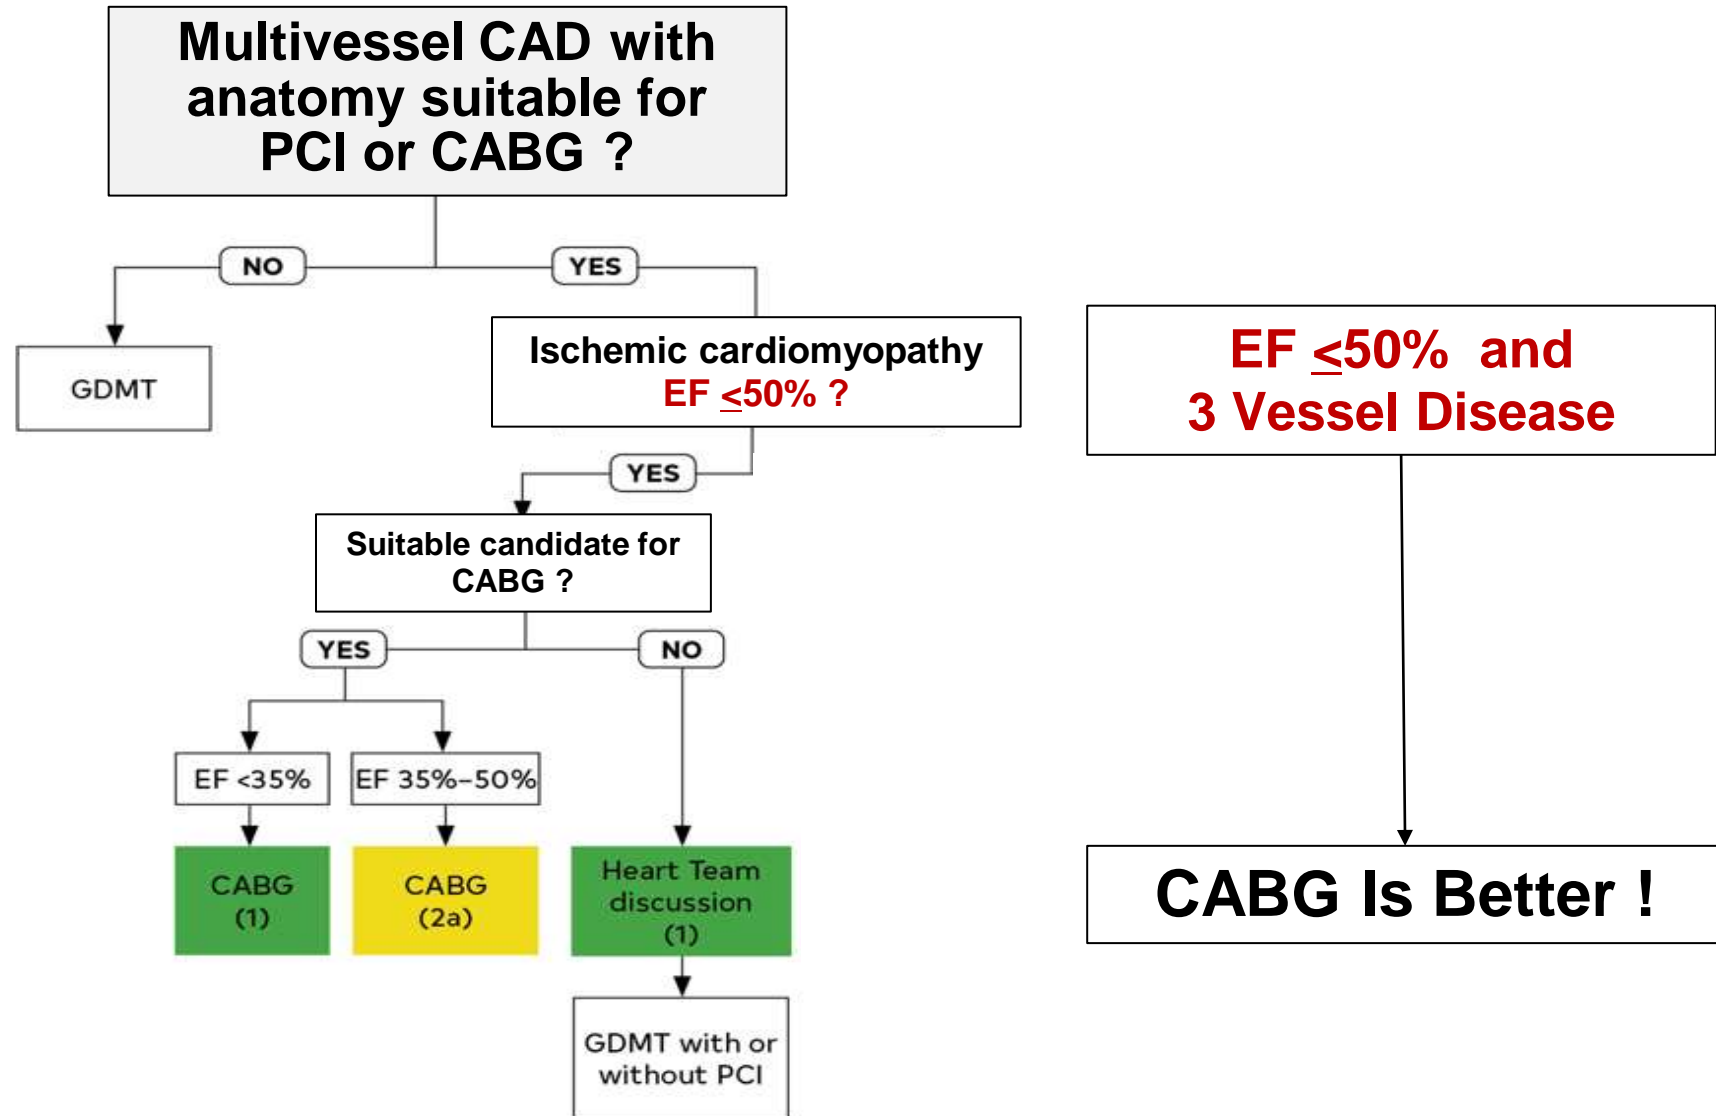 Multivessel CAD with
anatomy suitable for
PCI or CABG ?
NO
YES
GDMT
Ischemic cardiomyopathy
EF ≤50% ?
YES
Suitable candidate for
CABG ?
YES
NO
EF <35%
EF 35%–50%
CABG
(1)
CABG
(2a)
Heart Team
discussion
(1)
GDMT with or
without PCI
EF ≤50% and
3 Vessel Disease
CABG Is Better !